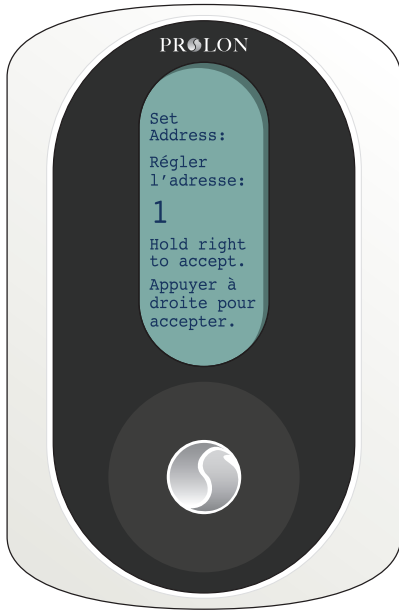 PROLON
Set
Address:
Régler
l'adresse:
1
Hold right
to accept.
Appuyer à
droite pour
accepter.